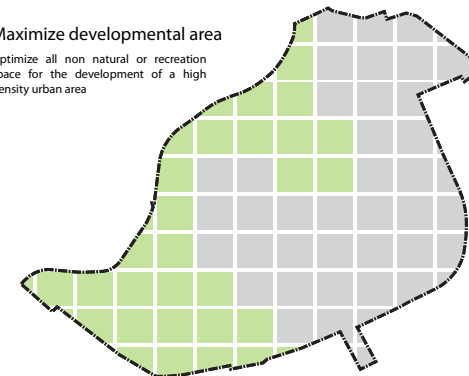 Maximize developmental area
ptimize all non natural or recreation
pace for the development of a high
ensity urban area